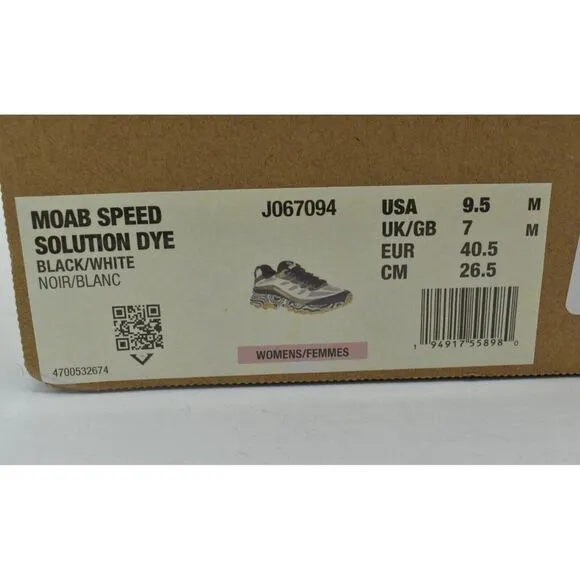 MOAB SPEED
SOLUTION DYE
BLACK/WHITE
NOIR/BLANC
4700532674
J067094
WOMENS/FEMMES
USA 9.5 M
UK/GB 7 M
EUR 40.5
CM 26.5
1 94917 55898 0